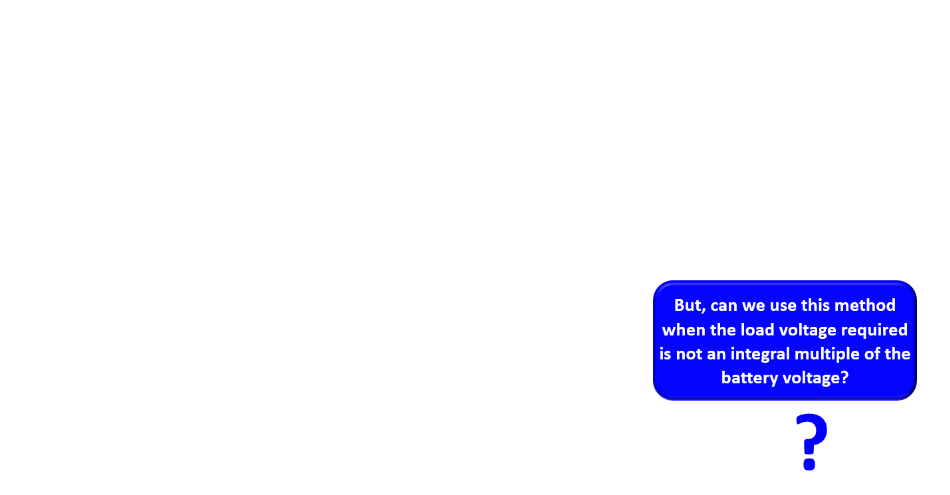 But, can we use this method
when the load voltage required
is not an integral multiple of the
battery voltage?
?